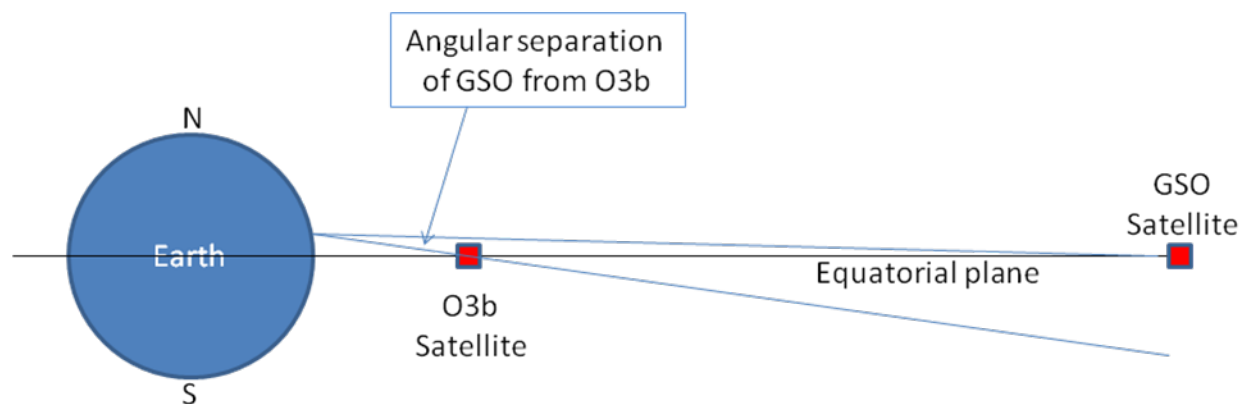 Angular separation
of GSO from O3b
N
GSO
Satellite
Earth
Equatorial plane
O3b
Satellite
S